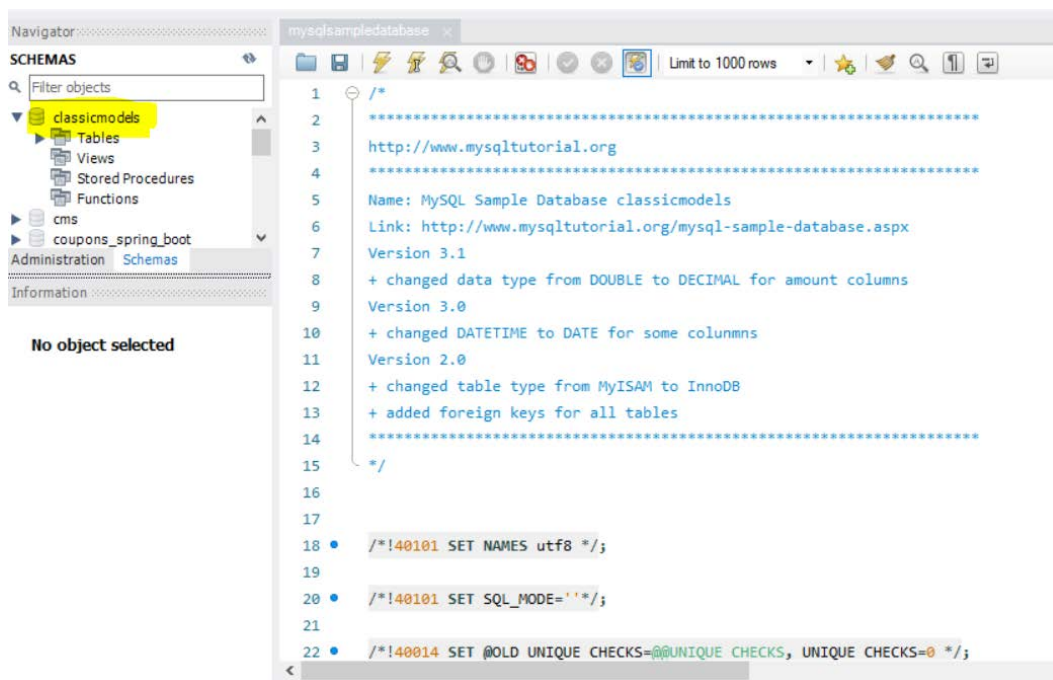 Navigator
SCHEMAS
Filter objects
classicmodels
Tables
Views
Stored Procedures
Functions
cms
coupons_spring_boot
Administration Schemas
Information
No object selected
mysqlsampledatabase ×
Limit to 1000 rows
1 /*
2 **********************************************************************
3 http://www.mysqltutorial.org
4 **********************************************************************
5 Name: MySQL Sample Database classicmodels
6 Link: http://www.mysqltutorial.org/mysql-sample-database.aspx
7 Version 3.1
8 + changed data type from DOUBLE to DECIMAL for amount columns
9 Version 3.0
10 + changed DATETIME to DATE for some colunmns
11 Version 2.0
12 + changed table type from MyISAM to InnoDB
13 + added foreign keys for all tables
14 **********************************************************************
15 */
16
17
18 /*!40101 SET NAMES utf8 */;
19
20 /*!40101 SET SQL_MODE=''*/;
21
22 /*!40014 SET @OLD_UNIQUE_CHECKS=@@UNIQUE_CHECKS, UNIQUE_CHECKS=0 */;